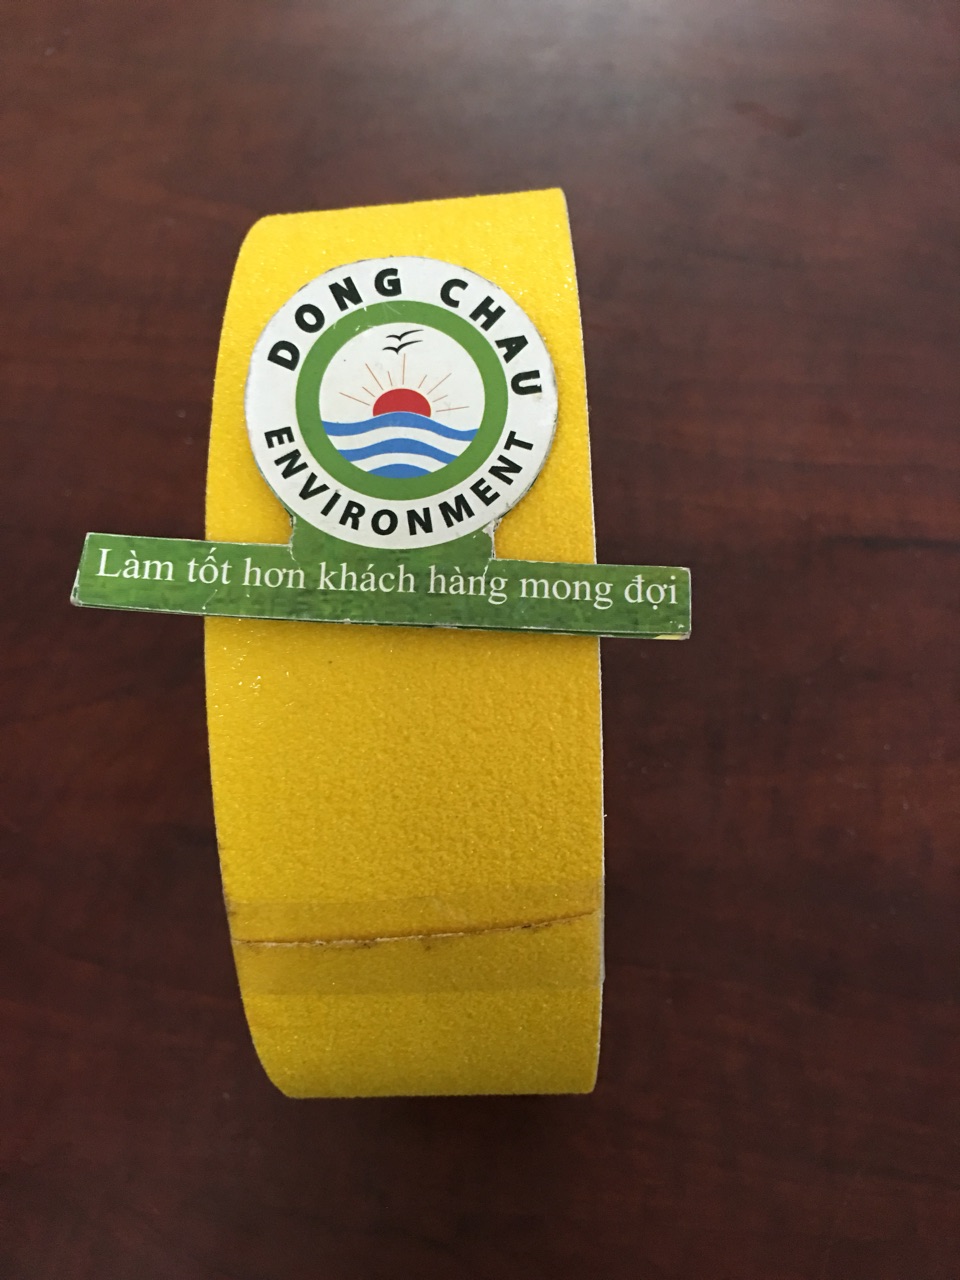 DONG CHAU
ENVIRONMENT
Làm tốt hơn khách hàng mong đợi